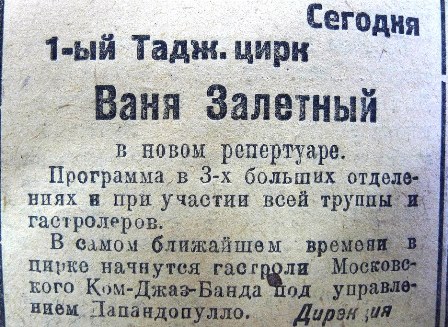 Сегодня
1-ый Тадж. цирк
Ваня Залетный
в новом репертуаре.
Программа в 3-х больших отделе-
ниях и при участии всей труппы и
гастролеров.
В самом ближайшем времени в
цирке начнутся гастроли Московс-
кого Ком-Джаз-Банда под управле-
нием Папандопулло. Дирекция